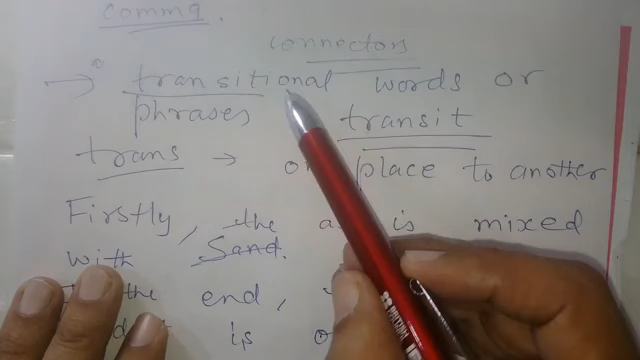 comma.
connectors
→ transitional words or
phrases transit
trans → place to another
Firstly, the is mixed
with Sand.
the end,
is